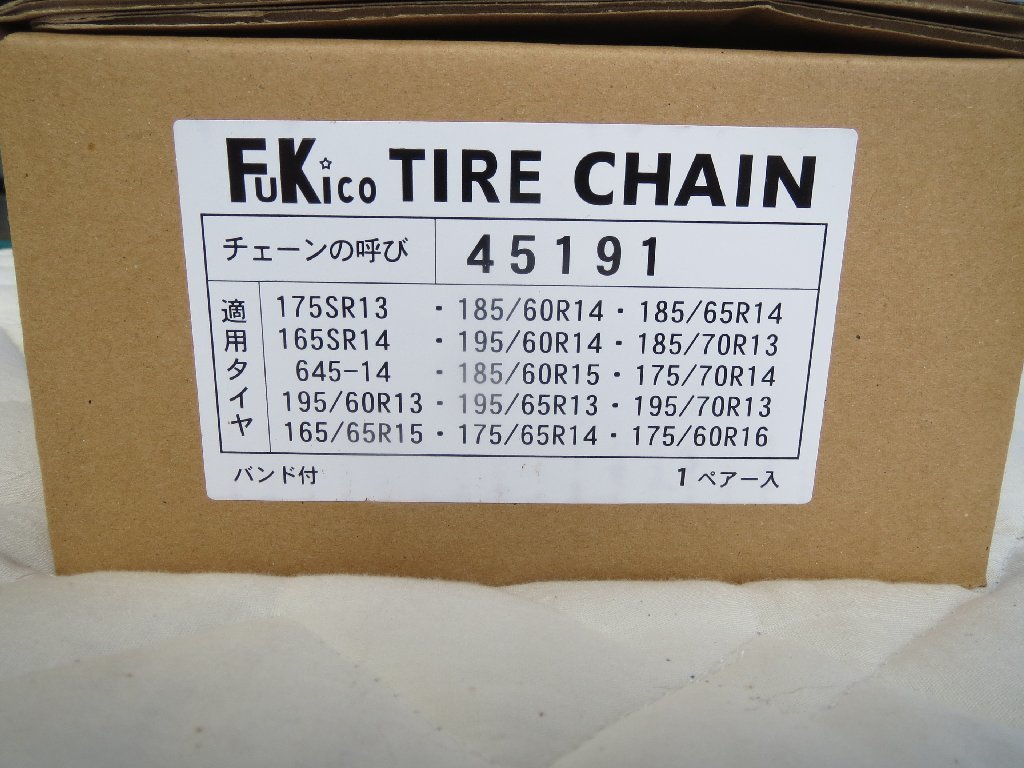 FuKico TIRE CHAIN
チェーンの呼び 45191
適用タイヤ
175SR13 ・ 185/60R14 ・ 185/65R14
165SR14 ・ 195/60R14 ・ 185/70R13
645-14 ・ 185/60R15 ・ 175/70R14
195/60R13 ・ 195/65R13 ・ 195/70R13
165/65R15 ・ 175/65R14 ・ 175/60R16
バンド付 1ペアー入